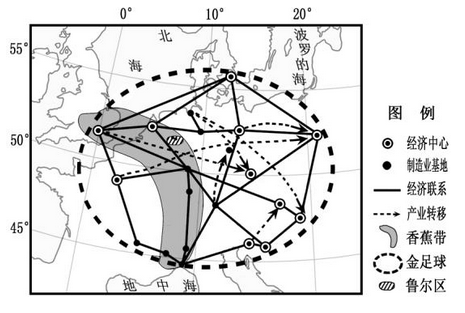 0° 10° 20°
55°
50°
45°
北
海
波罗的海
地中海
图 例
经济中心
制造业基地
经济联系
产业转移
香蕉带
金足球
鲁尔区